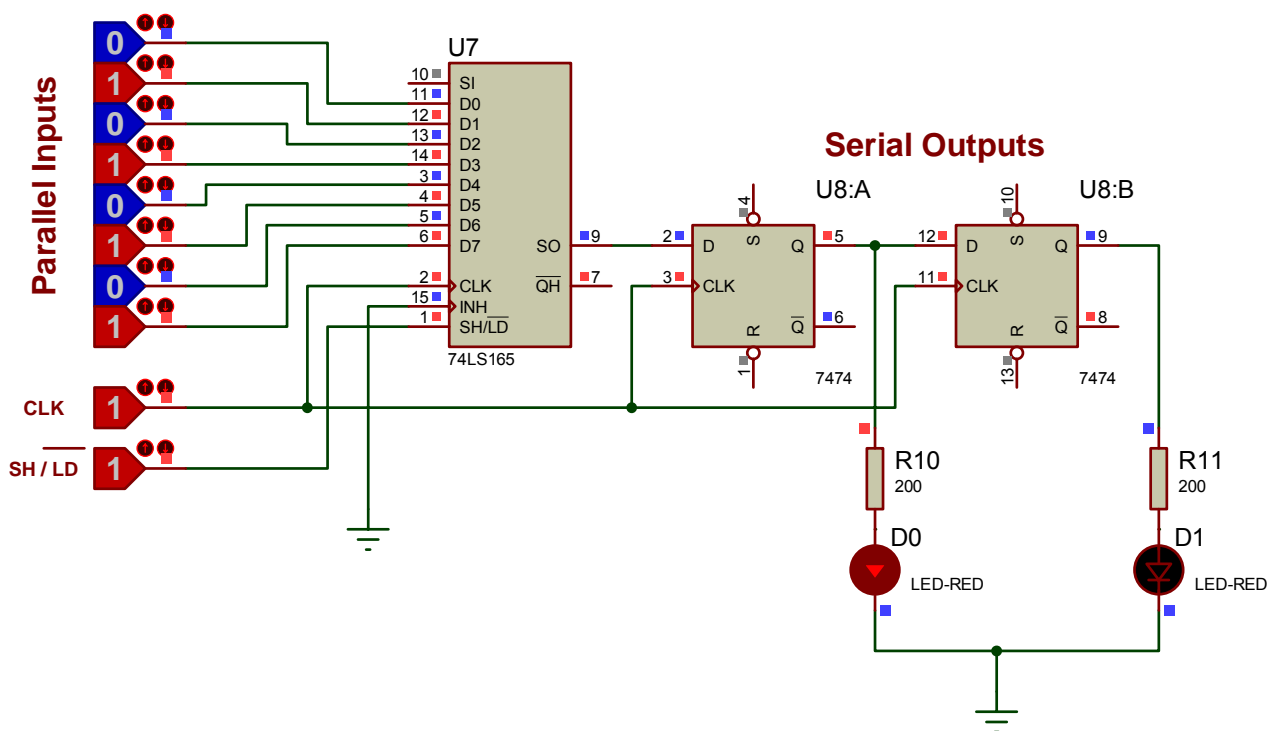 Parallel Inputs
0
1
0
1
0
1
0
1
CLK
1
SH / LD
1
U7
10 SI
11 D0
12 D1
13 D2
14 D3
3 D4
4 D5
5 D6
6 D7
2 CLK
15 INH
1 SH/LD
SO 9
QH 7
74LS165
Serial Outputs
U8:A
4
S
2 D
Q 5
3 CLK
Q 6
R
1
7474
U8:B
10
S
12 D
Q 9
11 CLK
Q 8
R
13
7474
R10
200
D0
LED-RED
R11
200
D1
LED-RED